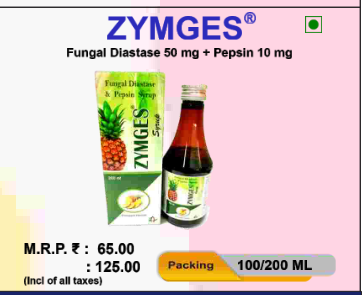 ZYMGES®
Fungal Diastase 50 mg + Pepsin 10 mg
Fungal Diastase
& Pepsin Syrup
ZYMGES
Syrup
ZYMGES
M.R.P. ₹ : 65.00
: 125.00
(Incl of all taxes)
Packing 100/200 ML